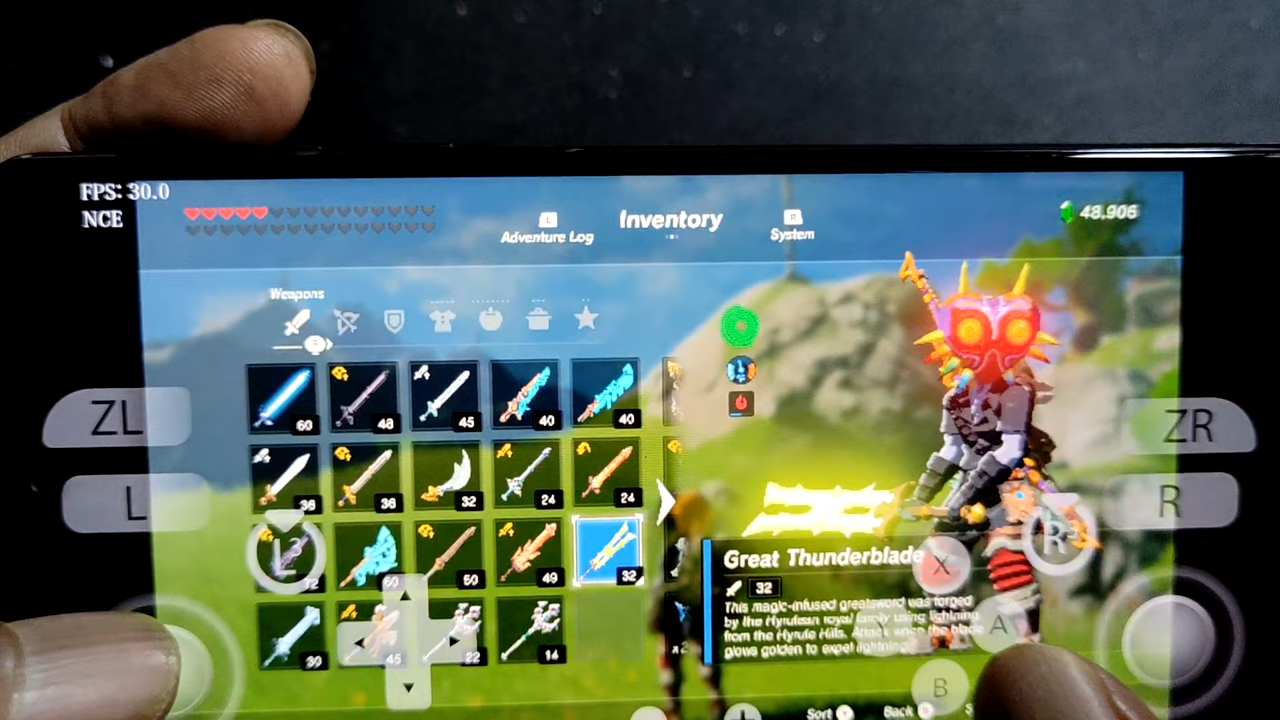 FPS: 30.0
NCE
L
R
Adventure Log
Inventory
System
48,906
Weapons
60
48
45
40
40
36
36
32
24
24
60
50
49
32
30
45
22
14
ZL
L
L
ZR
R
R
X
A
B
Great Thunderblade
32
This magic-infused greatsword was forged
by the Hyrulean royal family using lightning
from the Hyrule Hills. Attack when the blade
glows golden to expel lightning.
Sort Y
Back B